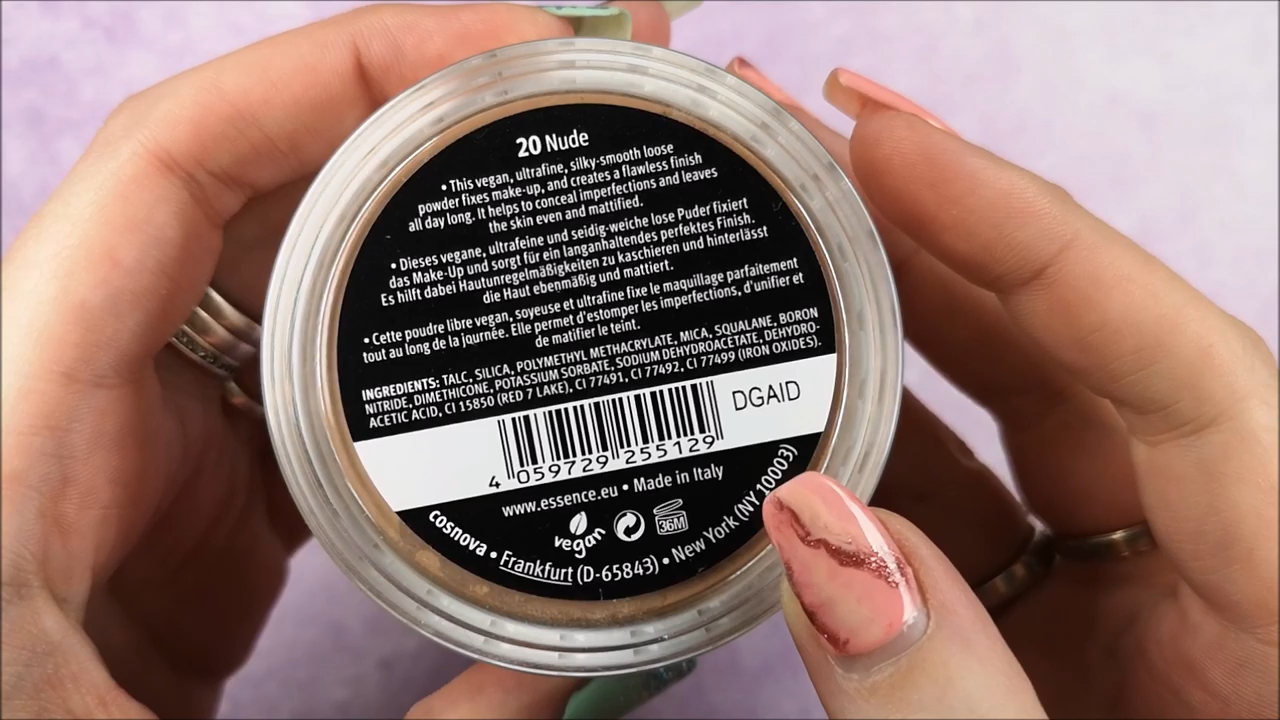 20 Nude
• This vegan, ultrafine, silky-smooth loose
powder fixes make-up, and creates a flawless finish
all day long. It helps to conceal imperfections and leaves
the skin even and mattified.
• Dieses vegane, ultrafeine und seidig-weiche lose Puder fixiert
das Make-Up und sorgt für ein langanhaltendes perfektes Finish.
Es hilft dabei Hautunregelmäßigkeiten zu kaschieren und hinterlässt
die Haut ebenmäßig und mattiert.
• Cette poudre libre vegan, soyeuse et ultrafine fixe le maquillage parfaitement
tout au long de la journée. Elle permet d'estomper les imperfections, d'unifier et
de matifier le teint.
INGREDIENTS: TALC, SILICA, POLYMETHYL METHACRYLATE, MICA, SQUALANE, BORON
NITRIDE, DIMETHICONE, POTASSIUM SORBATE, SODIUM DEHYDROACETATE, DEHYDRO-
ACETIC ACID, CI 15850 (RED 7 LAKE), CI 77491, CI 77492, CI 77499 (IRON OXIDES).
DGAID
4 059729 255129
www.essence.eu • Made in Italy
vegan
36M
cosnova • Frankfurt (D-65843) • New York (NY 10003)